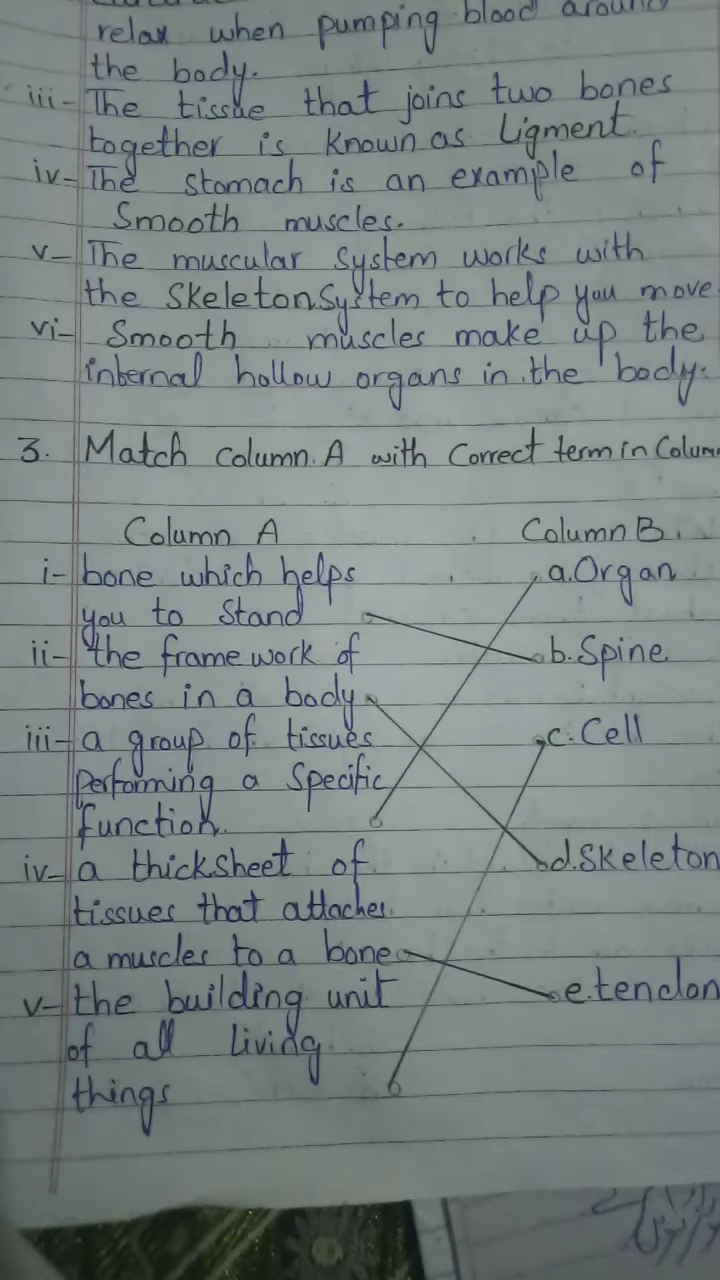 relax when pumping blood around
the body.
iii- The tissue that joins two bones
together is known as Ligment.
iv- The stomach is an example of
Smooth muscles.
v- The muscular system works with
the Skeleton System to help you move
vi- Smooth muscles make up the
internal hollow organs in the body.
3. Match column. A with Correct term in Colum
Column A Column B.
i- bone which helps a. Organ
you to Stand
ii- the frame work of b. Spine
bones in a body
iii- a group of tissues c. Cell
Performing a Specific
function.
iv- a thick sheet of d. Skeleton
tissues that attaches
a muscles to a bone
v- the building unit e. tendon
of all living
things